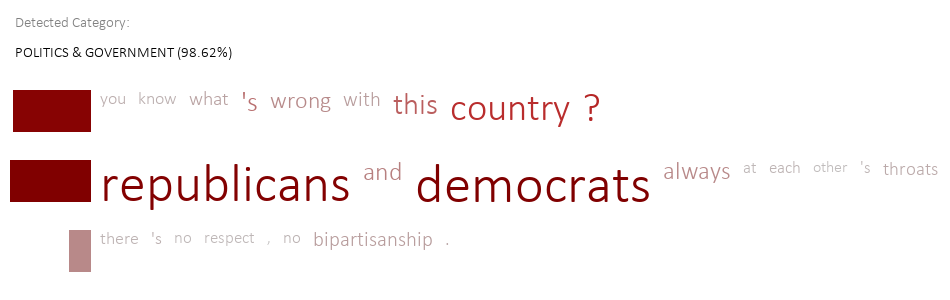 Detected Category:
POLITICS & GOVERNMENT (98.62%)
you know what 's wrong with this country ?
republicans and democrats always at each other 's throats
there 's no respect , no bipartisanship .